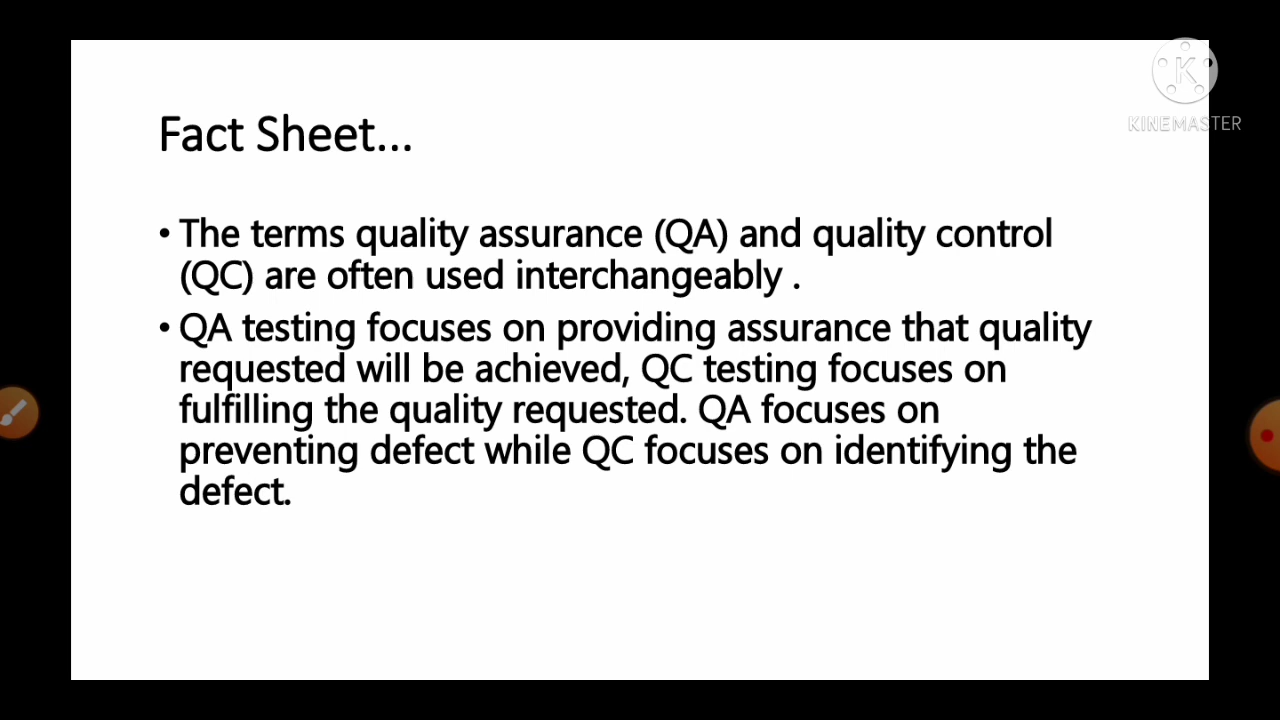 K
KINEMASTER
Fact Sheet...
• The terms quality assurance (QA) and quality control
(QC) are often used interchangeably .
• QA testing focuses on providing assurance that quality
requested will be achieved, QC testing focuses on
fulfilling the quality requested. QA focuses on
preventing defect while QC focuses on identifying the
defect.